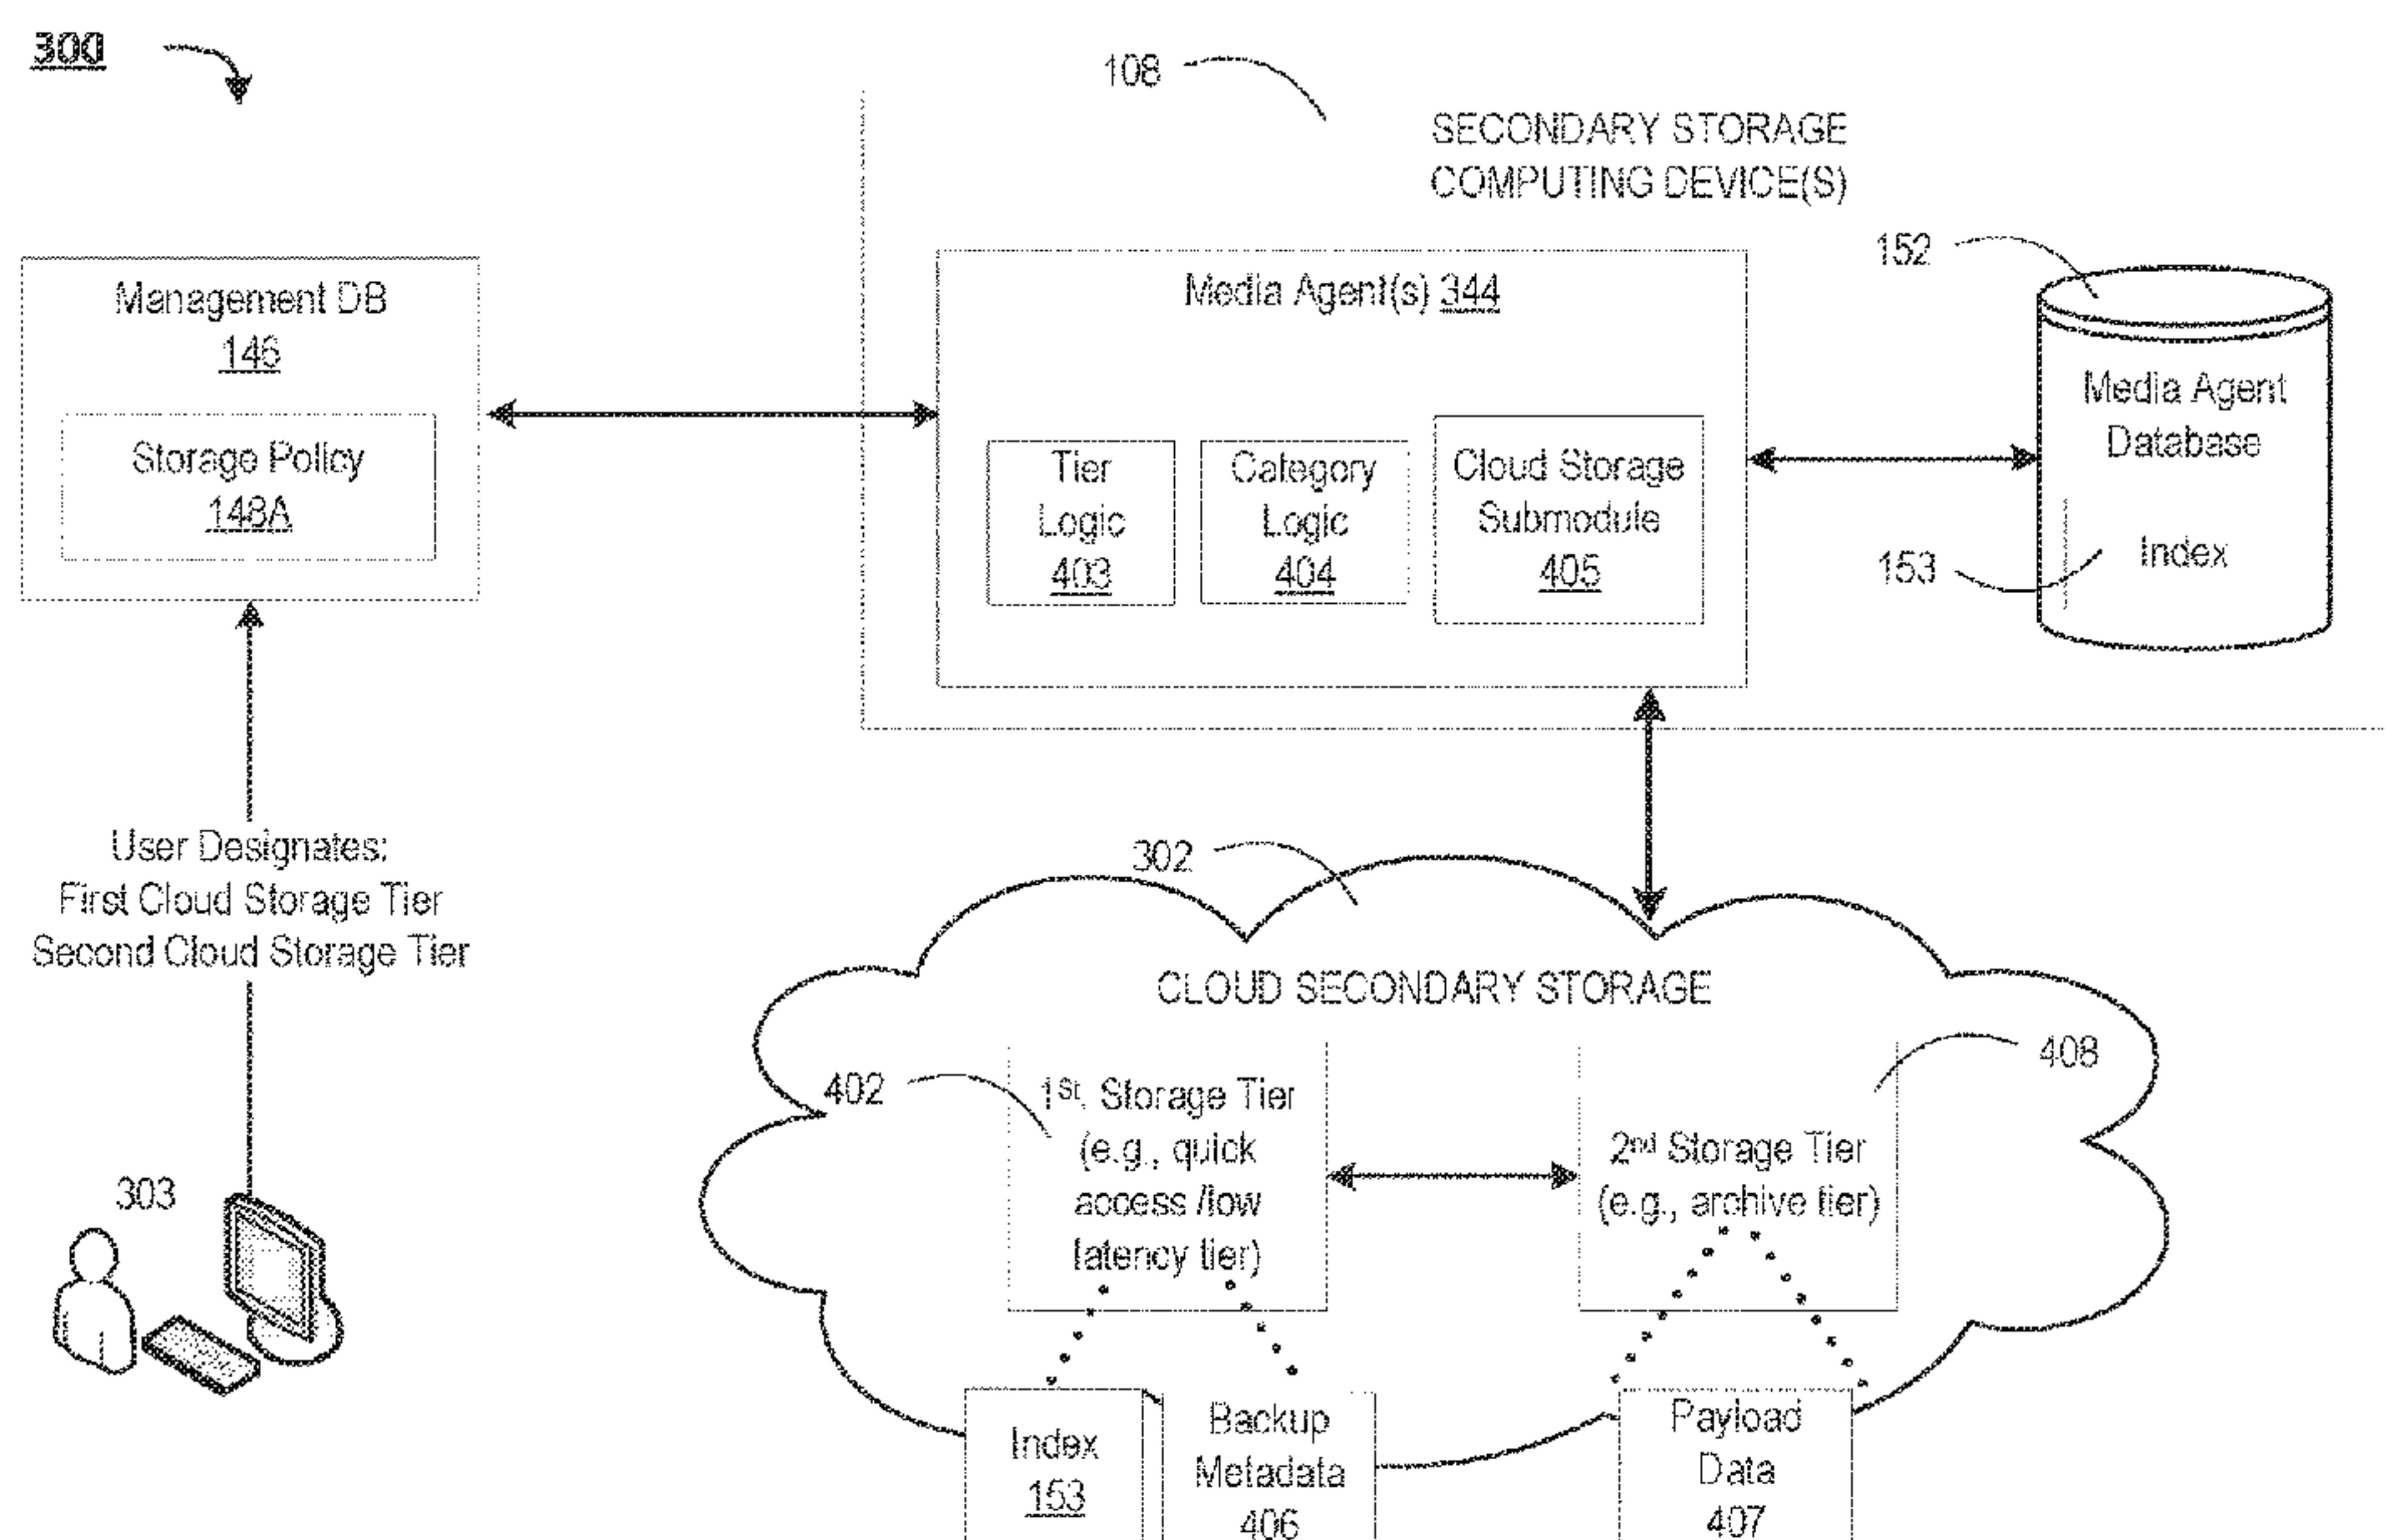 300
108
SECONDARY STORAGE
COMPUTING DEVICE(S)
Management DB
146
Storage Policy
148A
Media Agent(s) 344
Tier
Logic
403
Category
Logic
404
Cloud Storage
Submodule
405
152
Media Agent
Database
153
Index
User Designates:
First Cloud Storage Tier
Second Cloud Storage Tier
303
302
CLOUD SECONDARY STORAGE
402
1St. Storage Tier
(e.g., quick
access /low
latency tier)
408
2nd Storage Tier
(e.g., archive tier)
Index
153
Backup
Metadata
406
Payload
Data
407